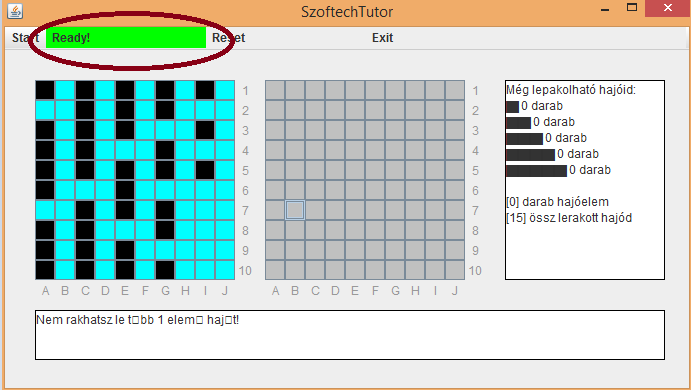 SzoftechTutor
Start Ready! Reset Exit
1
2
3
4
5
6
7
8
9
10
A B C D E F G H I J
1
2
3
4
5
6
7
8
9
10
A B C D E F G H I J
Még lepakolható hajóid:
0 darab
0 darab
0 darab
0 darab
0 darab
[0] darab hajóelem
[15] össz lerakott hajód
Nem rakhatsz le t□bb 1 elem□ haj□t!